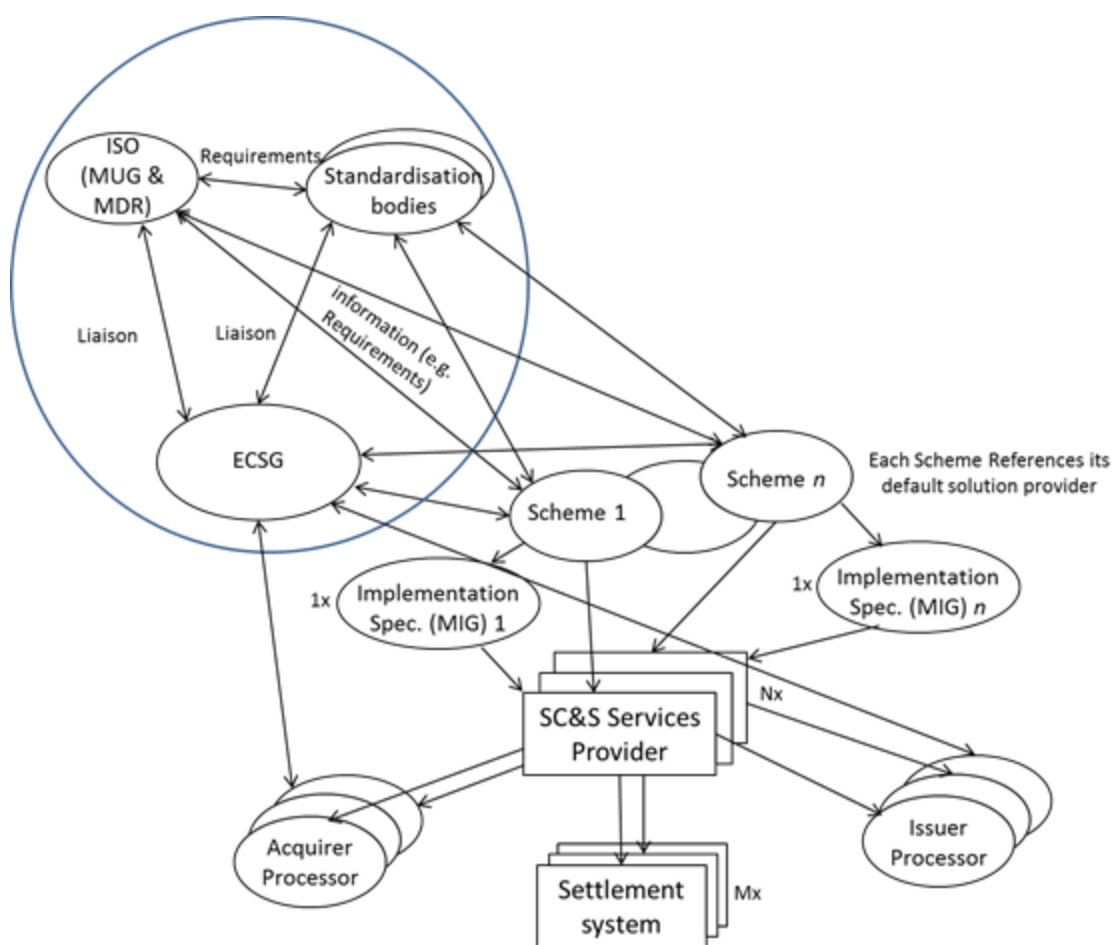 ISO
(MUG &
MDR)
Requirements
Standardisation
bodies
Liaison
Liaison
information (e.g.
Requirements)
ECSG
Scheme 1
Scheme n
Each Scheme References its
default solution provider
1x
Implementation
Spec. (MIG) 1
1x
Implementation
Spec. (MIG) n
Nx
SC&S Services
Provider
Acquirer
Processor
Issuer
Processor
Settlement
system
Mx